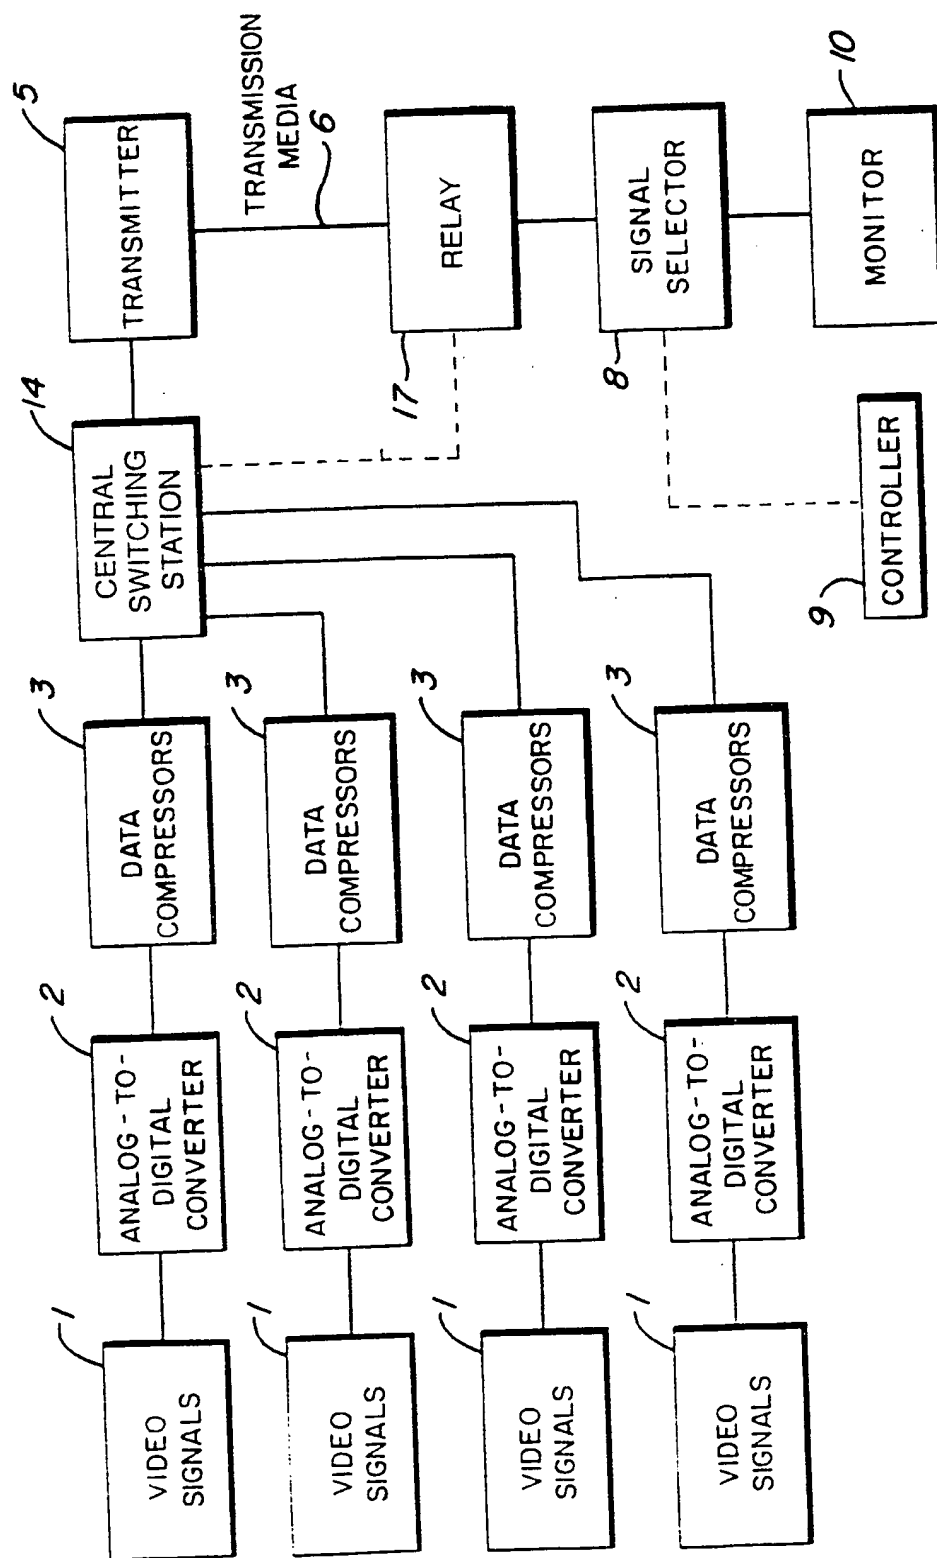 1
VIDEO
SIGNALS
2
ANALOG-TO-
DIGITAL
CONVERTER
3
DATA
COMPRESSORS
14
CENTRAL
SWITCHING
STATION
5
TRANSMITTER
1
VIDEO
SIGNALS
2
ANALOG-TO-
DIGITAL
CONVERTER
3
DATA
COMPRESSORS
TRANSMISSION
MEDIA
6
1
VIDEO
SIGNALS
2
ANALOG-TO-
DIGITAL
CONVERTER
3
DATA
COMPRESSORS
17
RELAY
1
VIDEO
SIGNALS
2
ANALOG-TO-
DIGITAL
CONVERTER
3
DATA
COMPRESSORS
8
SIGNAL
SELECTOR
9
CONTROLLER
10
MONITOR